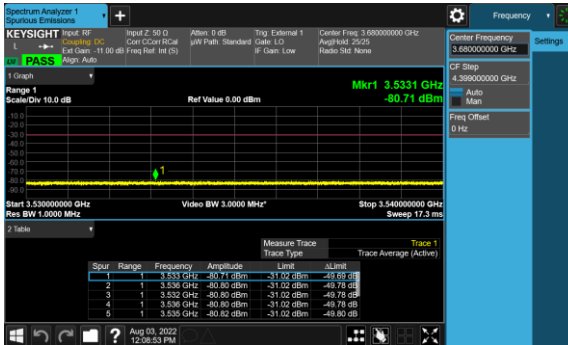 Spectrum Analyzer 1
Spurious Emissions
+
Frequency
KEYSIGHT Input: RF Input Z: 50 Ω Atten: 0 dB Trig: External 1 Center Freq: 3.680000000 GHz
L Coupling: DC Corr CCorr RCal µW Path: Standard Gate: LO Avg|Hold: 25/25
Ext Gain: -11.00 dB Freq Ref: Int (S) IF Gain: Low Radio Std: None
PASS Align: Auto
Center Frequency
3.680000000 GHz
Settings
CF Step
4.399000000 GHz
Auto
Man
Freq Offset
0 Hz
1 Graph
Range 1
Scale/Div 10.0 dB Ref Value 0.00 dBm
Mkr1 3.5331 GHz
-80.71 dBm
-10.0
-20.0
-30.0
-40.0
-50.0
-60.0
-70.0
-80.0
-90.0
1
Start 3.530000000 GHz Video BW 3.0000 MHz* Stop 3.540000000 GHz
Res BW 1.0000 MHz Sweep 17.3 ms
2 Table
Measure Trace Trace 1
Trace Type Trace Average (Active)
Spur Range Frequency Amplitude Limit ΔLimit
1 1 3.533 GHz -80.71 dBm -31.02 dBm -49.69 dB
2 1 3.536 GHz -80.80 dBm -31.02 dBm -49.78 dB
3 1 3.532 GHz -80.80 dBm -31.02 dBm -49.78 dB
4 1 3.536 GHz -80.80 dBm -31.02 dBm -49.78 dB
5 1 3.535 GHz -80.82 dBm -31.02 dBm -49.80 dB
?
Aug 03, 2022
12:08:53 PM